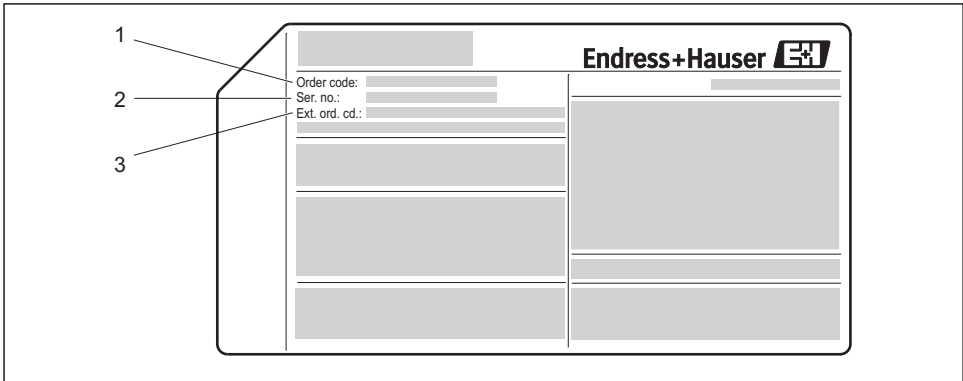 1
Endress+Hauser
Order code:
2
Ser. no.:
Ext. ord. cd.:
3